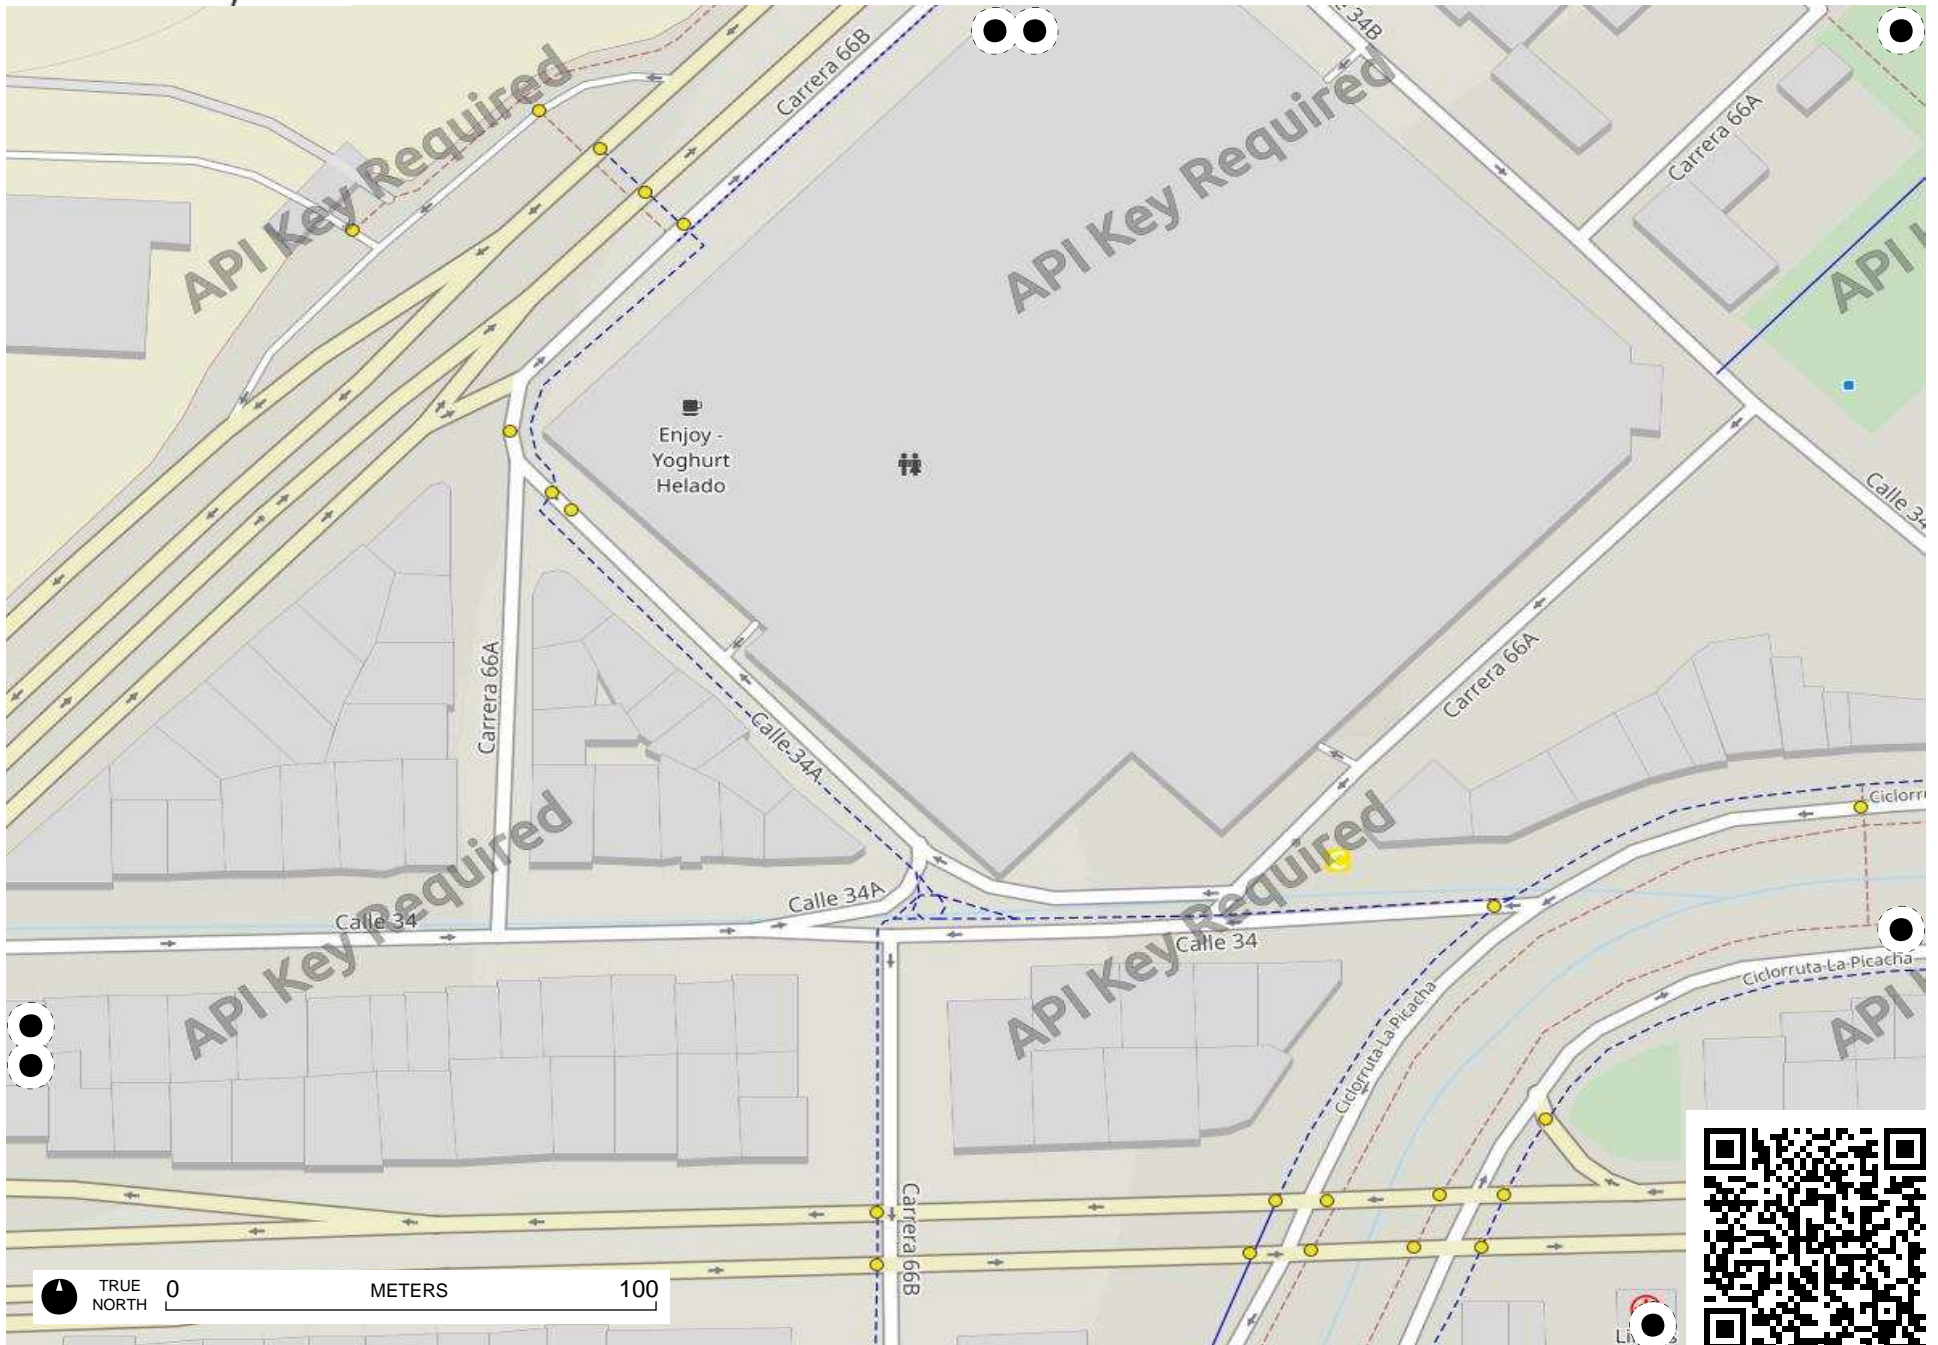 34B
Carrera 66B
API Key Required
API Key Required
Carrera 66A
API K
Enjoy -
Yoghurt
Helado
Calle 34
Carrera 66A
Carrera 66A
Calle 34A
API Key Required
API Key Required
Ciclorr
Calle 34A
Calle 34
Calle 34
Ciclorruta La Picacha
Ciclorruta La Picacha
API K
Carrera 66B
TRUE
NORTH
0 METERS 100